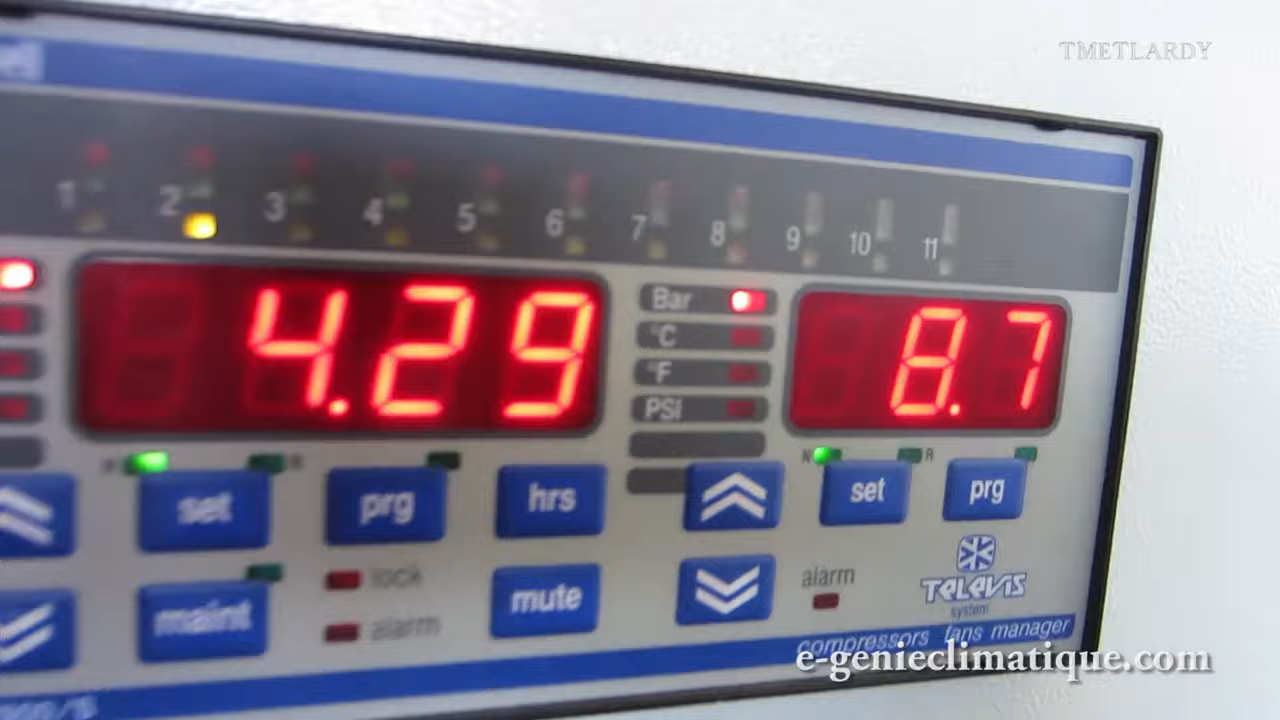 TMETLARDY
1 2 3 4 5 6 7 8 9 10 11
4.29
Bar
°C
°F
PSI
8.7
N R
set
prg
hrs
set
prg
maint
lock
alarm
mute
alarm
TELEVIS
system
compressors fans manager
e-genieclimatique.com